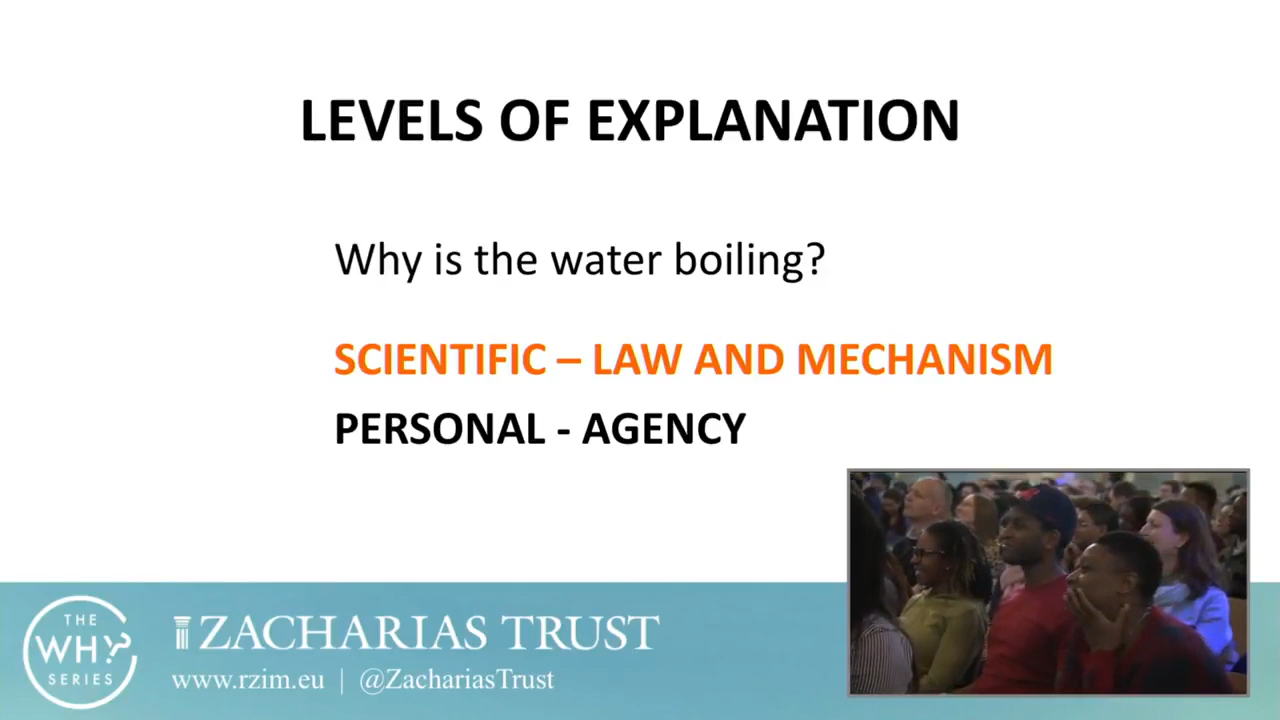 LEVELS OF EXPLANATION
Why is the water boiling?
SCIENTIFIC – LAW AND MECHANISM
PERSONAL - AGENCY
THE
WHY?
SERIES
ZACHARIAS TRUST
www.rzim.eu | @ZachariasTrust